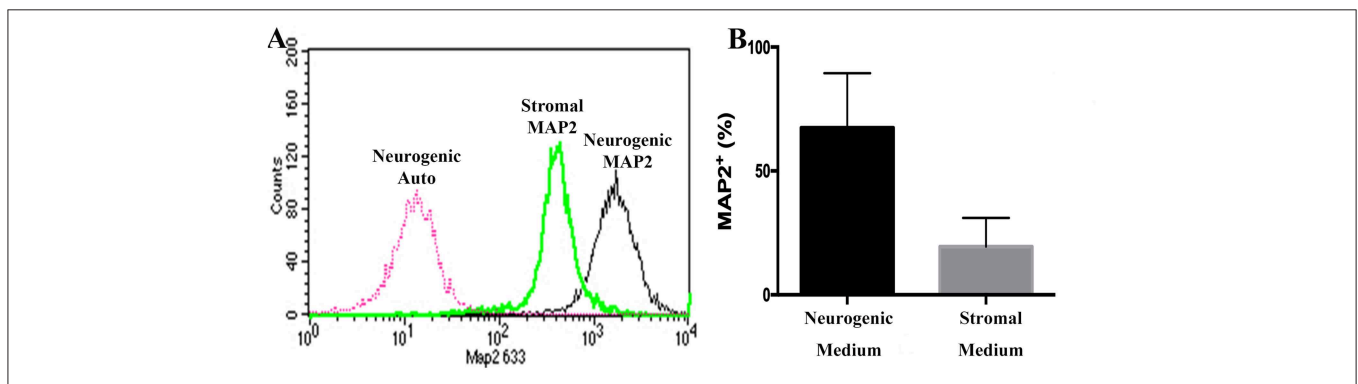 A
200
160
120
80
40
0
Counts
Neurogenic
Auto
Stromal
MAP2
Neurogenic
MAP2
10^0 10^1 10^2 10^3 10^4
Map2 633
B
100
50
0
MAP2+ (%)
Neurogenic
Medium
Stromal
Medium